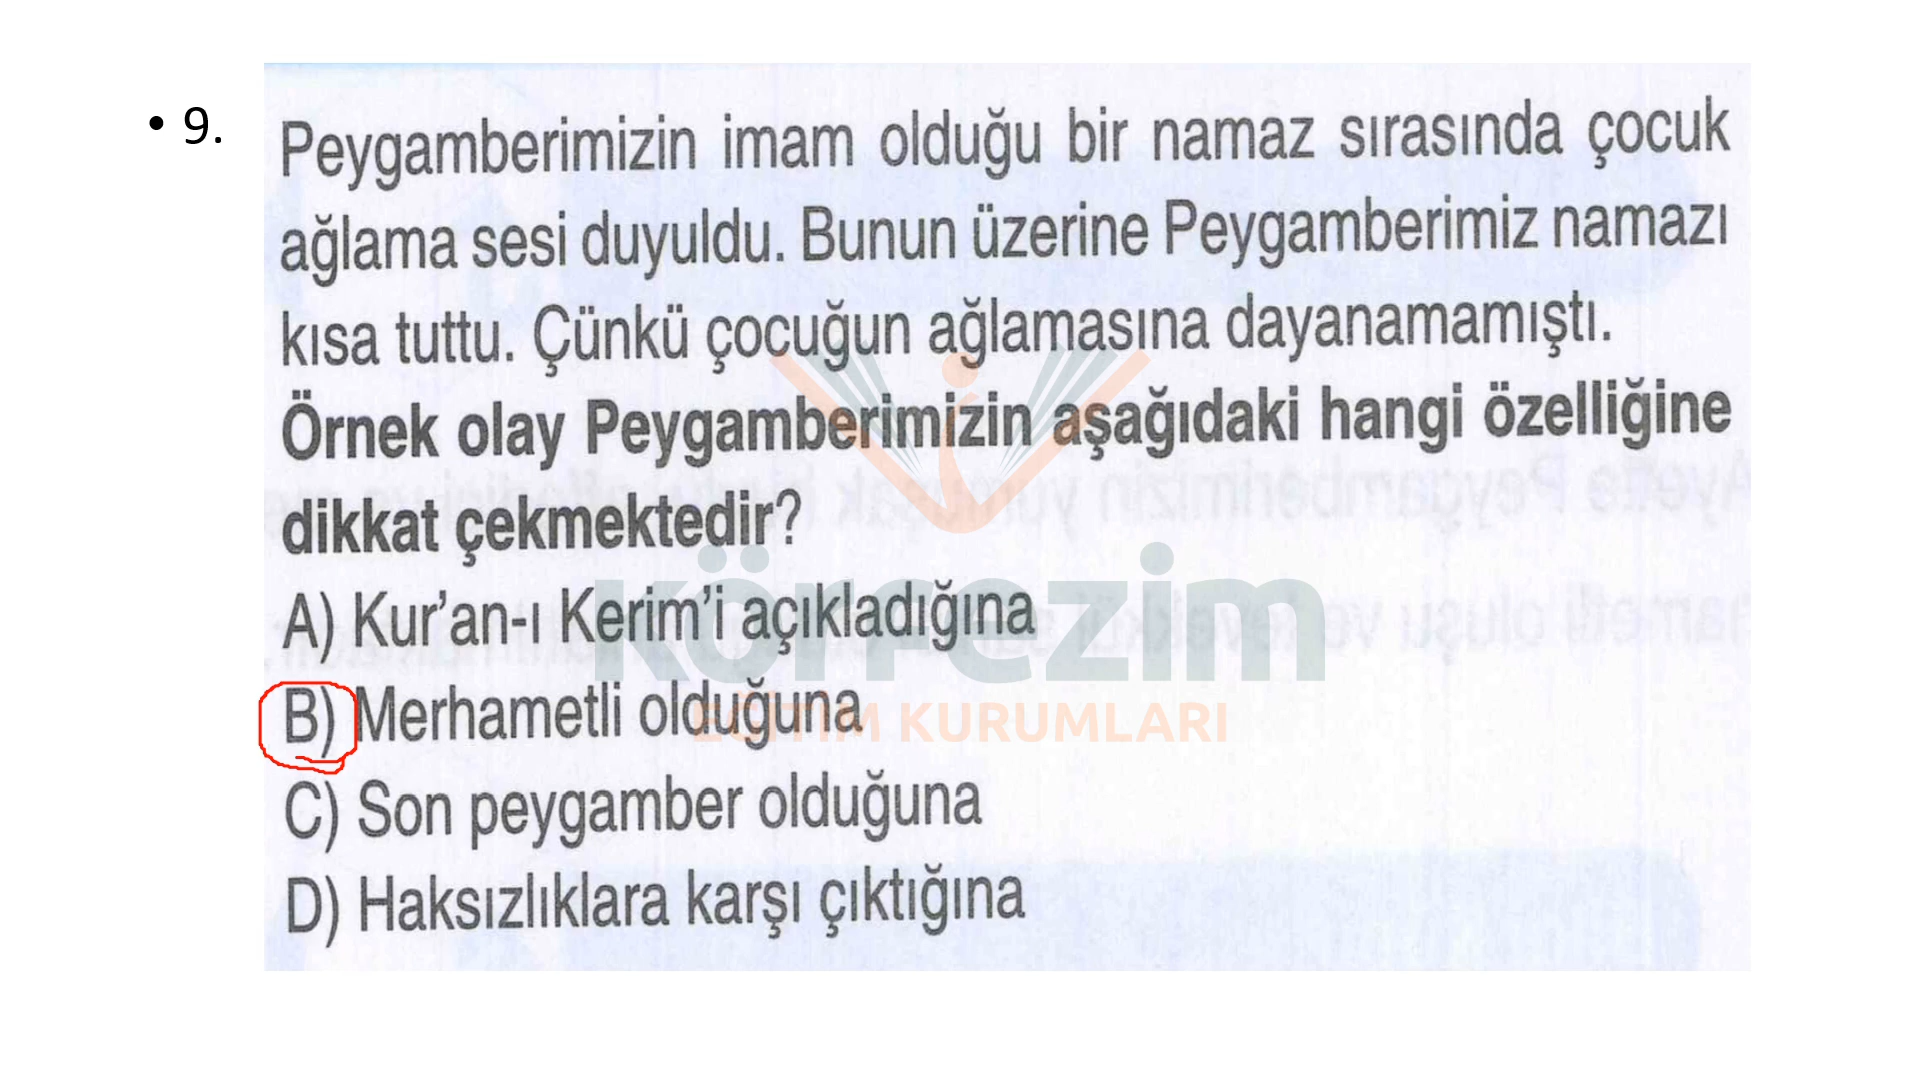 • 9.
Peygamberimizin imam olduğu bir namaz sırasında çocuk
ağlama sesi duyuldu. Bunun üzerine Peygamberimiz namazı
kısa tuttu. Çünkü çocuğun ağlamasına dayanamamıştı.
Örnek olay Peygamberimizin aşağıdaki hangi özelliğine
dikkat çekmektedir?
A) Kur’an-ı Kerim’i açıkladığına
B) Merhametli olduğuna
C) Son peygamber olduğuna
D) Haksızlıklara karşı çıktığına
körfezim
EĞİTİM KURUMLARI